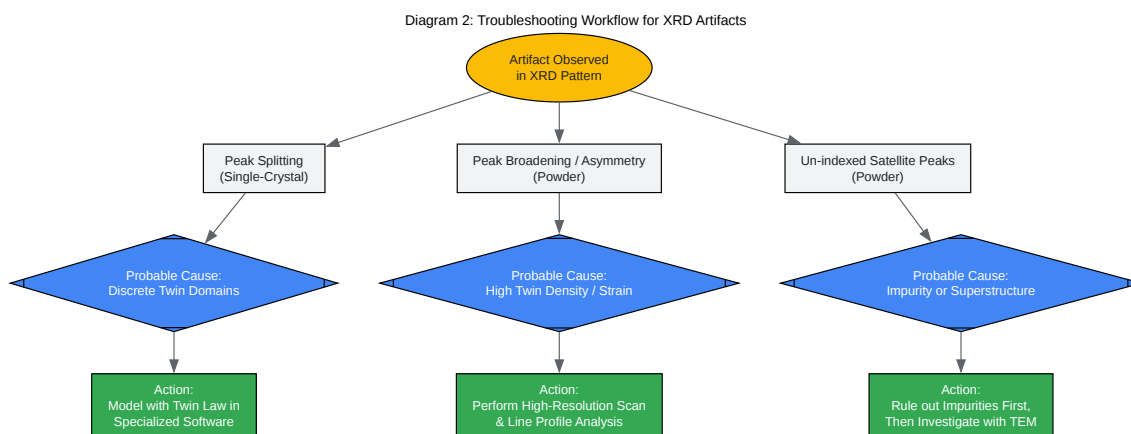 Diagram 2: Troubleshooting Workflow for XRD Artifacts
Artifact Observed
in XRD Pattern
Peak Splitting
(Single-Crystal)
Peak Broadening / Asymmetry
(Powder)
Un-indexed Satellite Peaks
(Powder)
Probable Cause:
Discrete Twin Domains
Probable Cause:
High Twin Density / Strain
Probable Cause:
Impurity or Superstructure
Action:
Model with Twin Law in
Specialized Software
Action:
Perform High-Resolution Scan
& Line Profile Analysis
Action:
Rule out Impurities First,
Then Investigate with TEM